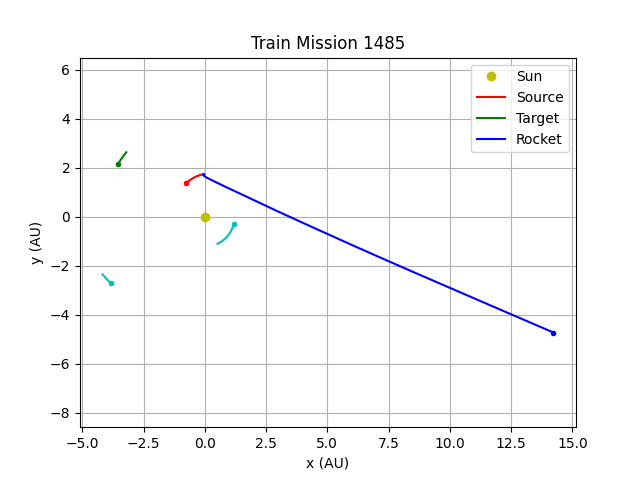 Train Mission 1485
Sun
Source
Target
Rocket
6
4
2
0
−2
−4
−6
−8
y (AU)
−5.0 −2.5 0.0 2.5 5.0 7.5 10.0 12.5 15.0
x (AU)